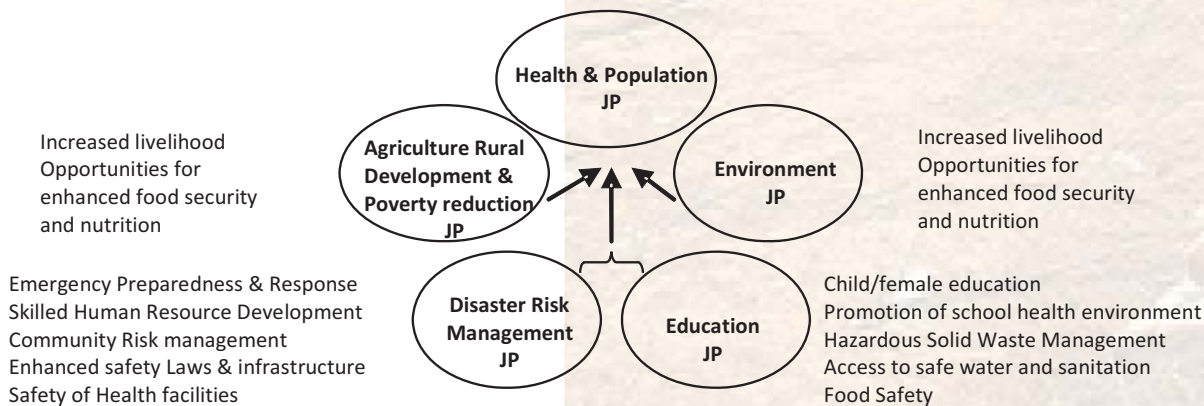 Health & Population
JP
Increased livelihood
Opportunities for
enhanced food security
and nutrition
Agriculture Rural
Development &
Poverty reduction
JP
Environment
JP
Increased livelihood
Opportunities for
enhanced food security
and nutrition
Emergency Preparedness & Response
Skilled Human Resource Development
Community Risk management
Enhanced safety Laws & infrastructure
Safety of Health facilities
Disaster Risk
Management
JP
Education
JP
Child/female education
Promotion of school health environment
Hazardous Solid Waste Management
Access to safe water and sanitation
Food Safety